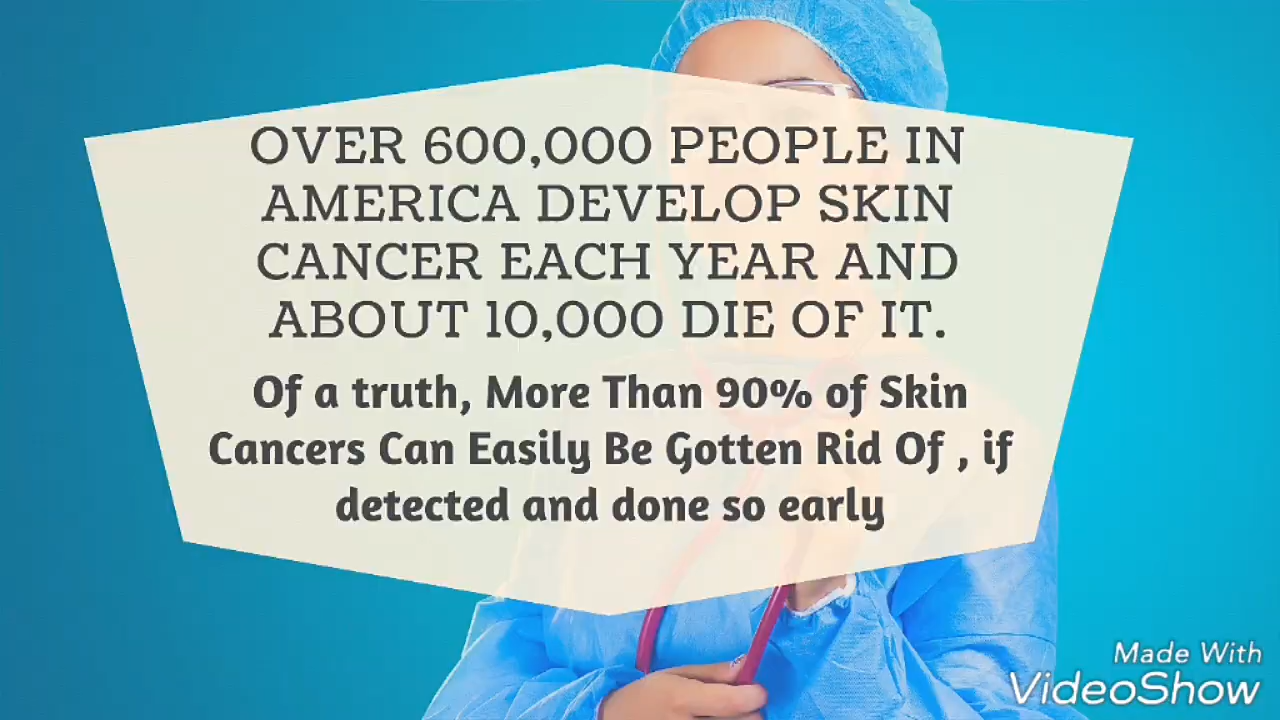 OVER 600,000 PEOPLE IN
AMERICA DEVELOP SKIN
CANCER EACH YEAR AND
ABOUT 10,000 DIE OF IT.
Of a truth, More Than 90% of Skin
Cancers Can Easily Be Gotten Rid Of , if
detected and done so early
Made With
VideoShow